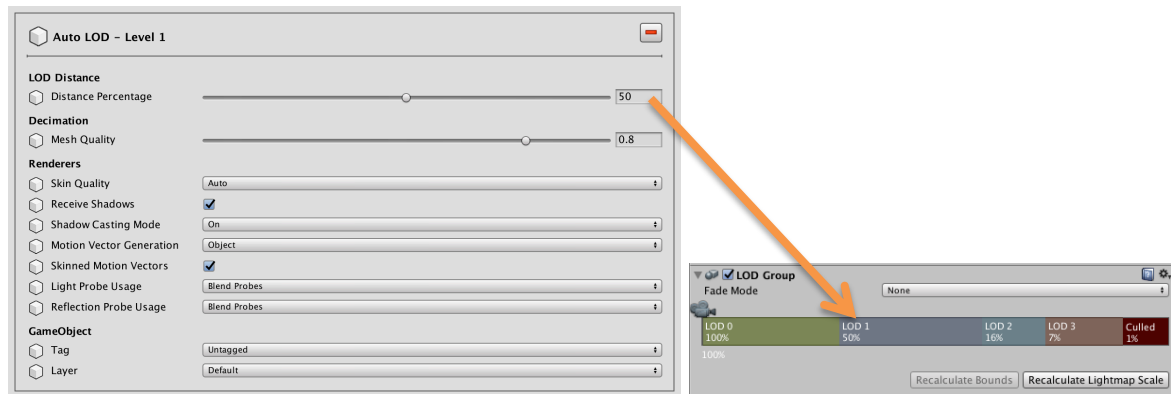 Auto LOD – Level 1
LOD Distance
Distance Percentage 50
Decimation
Mesh Quality 0.8
Renderers
Skin Quality Auto
Receive Shadows
Shadow Casting Mode On
Motion Vector Generation Object
Skinned Motion Vectors
Light Probe Usage Blend Probes
Reflection Probe Usage Blend Probes
GameObject
Tag Untagged
Layer Default
LOD Group
Fade Mode None
LOD 0 LOD 1 LOD 2 LOD 3 Culled
100% 50% 16% 7% 1%
100%
Recalculate Bounds Recalculate Lightmap Scale